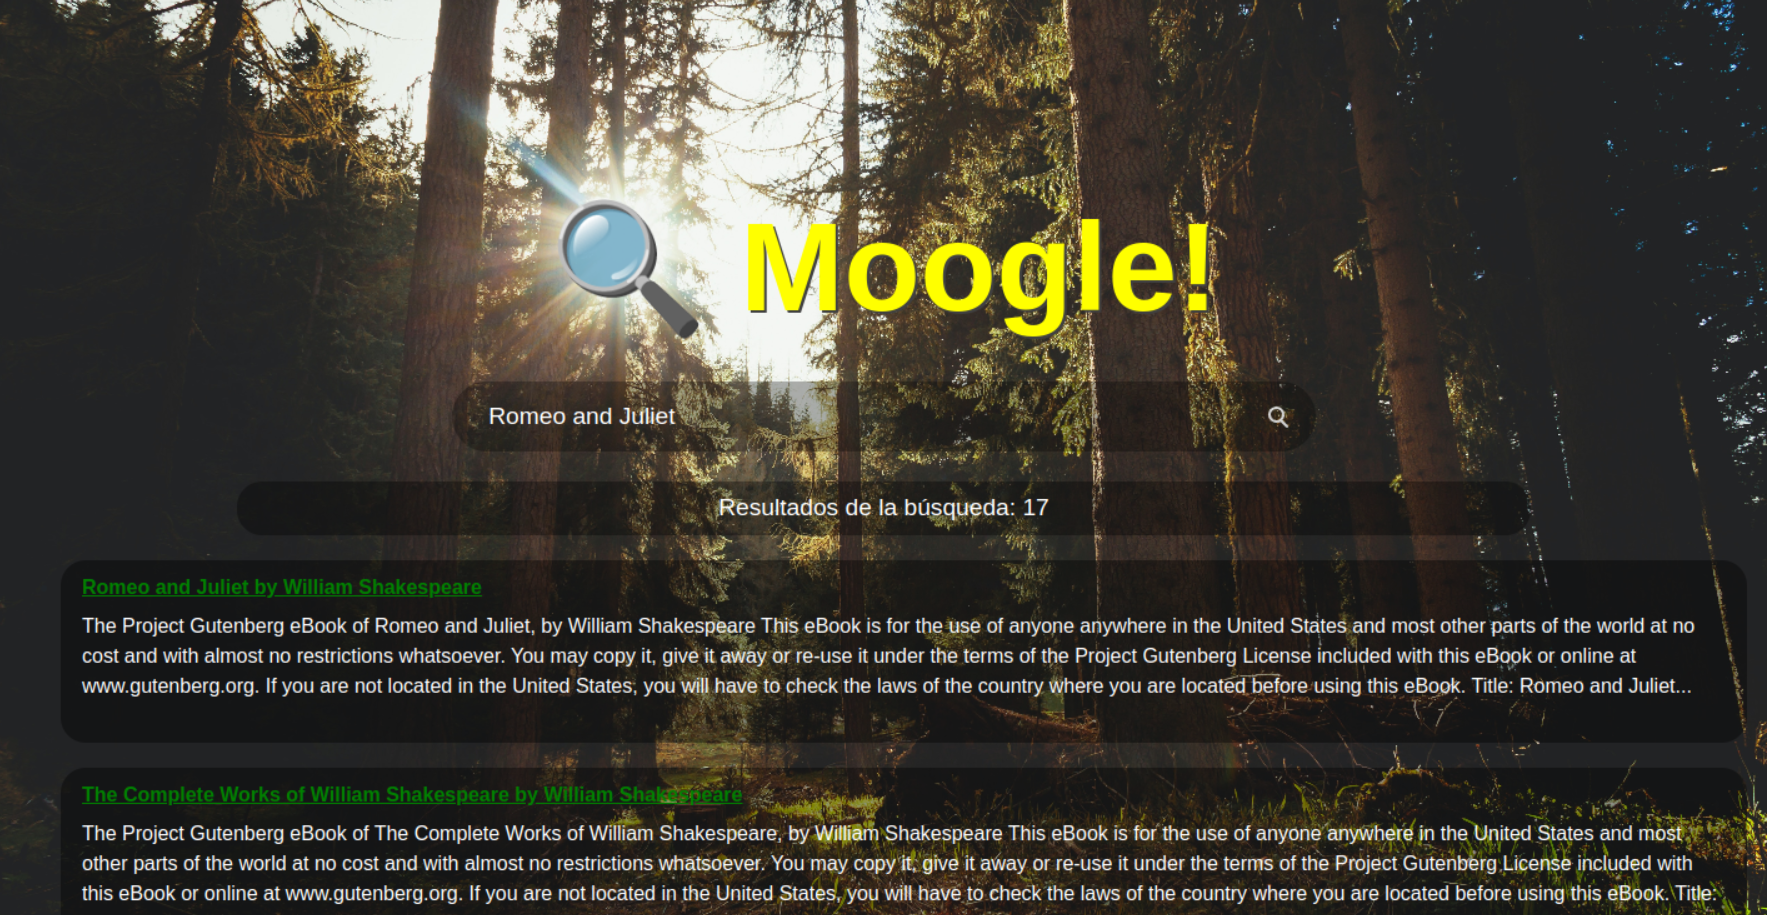 Moogle!
Romeo and Juliet
Resultados de la búsqueda: 17
Romeo and Juliet by William Shakespeare
The Project Gutenberg eBook of Romeo and Juliet, by William Shakespeare This eBook is for the use of anyone anywhere in the United States and most other parts of the world at no
cost and with almost no restrictions whatsoever. You may copy it, give it away or re-use it under the terms of the Project Gutenberg License included with this eBook or online at
www.gutenberg.org. If you are not located in the United States, you will have to check the laws of the country where you are located before using this eBook. Title: Romeo and Juliet...
The Complete Works of William Shakespeare by William Shakespeare
The Project Gutenberg eBook of The Complete Works of William Shakespeare, by William Shakespeare This eBook is for the use of anyone anywhere in the United States and most
other parts of the world at no cost and with almost no restrictions whatsoever. You may copy it, give it away or re-use it under the terms of the Project Gutenberg License included with
this eBook or online at www.gutenberg.org. If you are not located in the United States, you will have to check the laws of the country where you are located before using this eBook. Title: